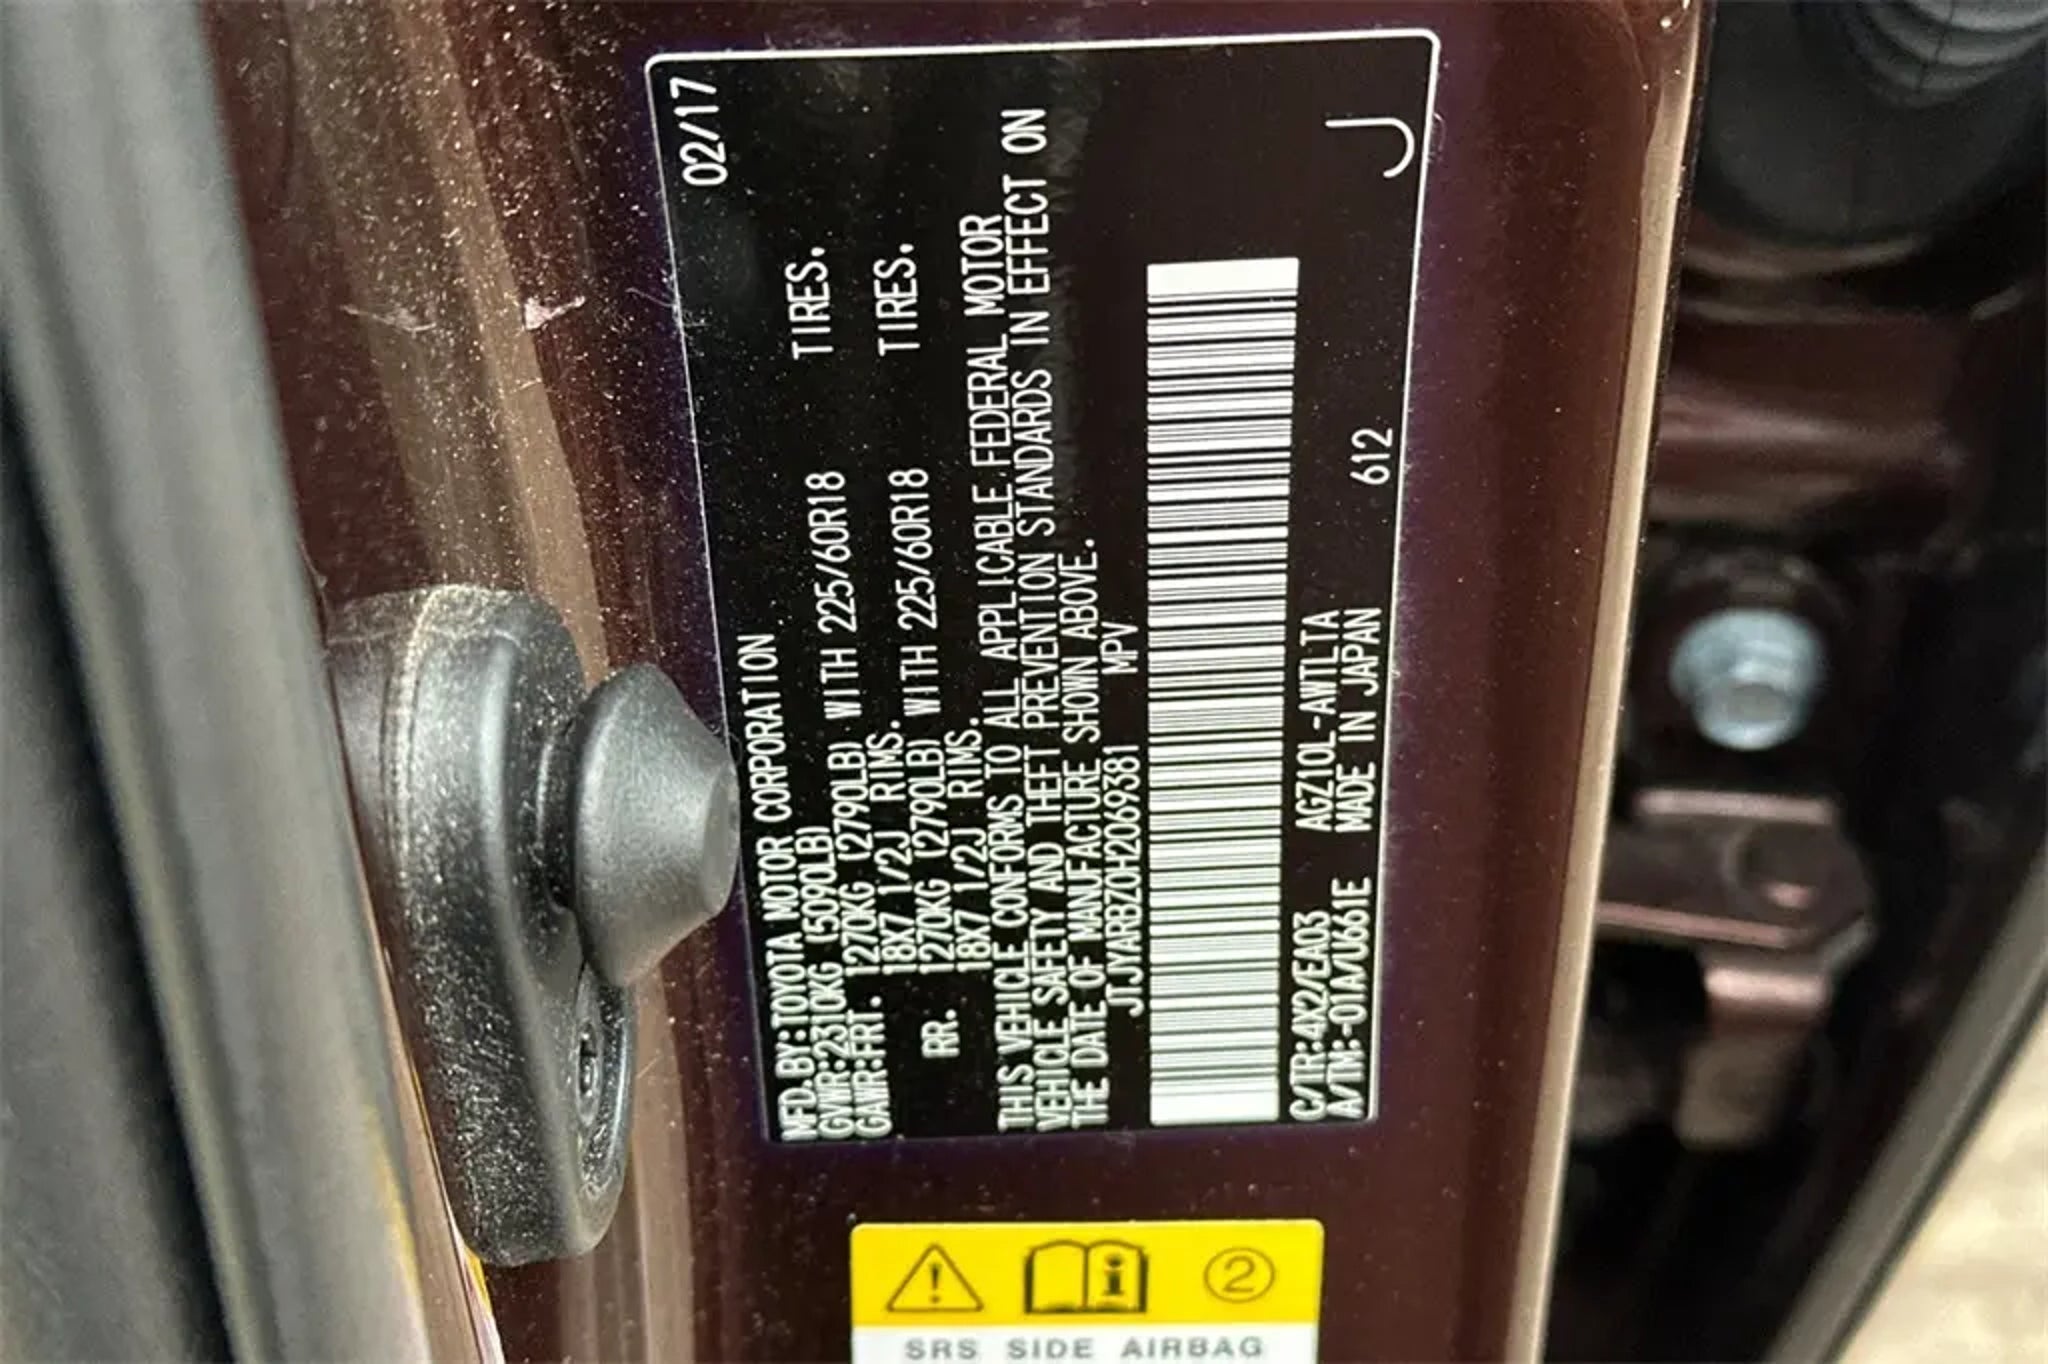 02/17
MFD.BY:TOYOTA MOTOR CORPORATION
GVWR:2310KG (5090LB)
GAWR:FRT. 1270KG (2790LB) WITH 225/60R18 TIRES.
18X7 1/2J RIMS.
RR. 1270KG (2790LB) WITH 225/60R18 TIRES.
18X7 1/2J RIMS.
THIS VEHICLE CONFORMS TO ALL APPLICABLE FEDERAL MOTOR
VEHICLE SAFETY AND THEFT PREVENTION STANDARDS IN EFFECT ON
THE DATE OF MANUFACTURE SHOWN ABOVE.
JTJYARBZ0H2069381 MPV
C/TR:4X2/EA03 AGZ10L-AWTLTA
A/TM:-01A/U661E MADE IN JAPAN 612
J
2
SRS SIDE AIRBAG